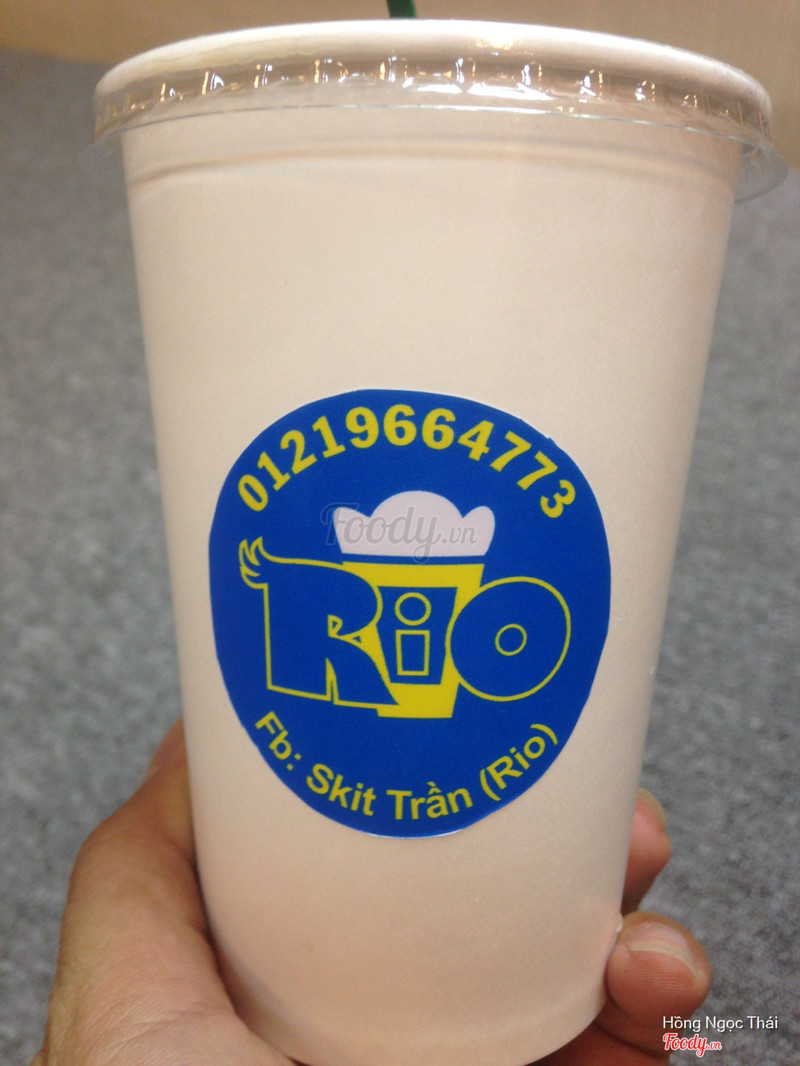 01219664773
Foody.vn
Rio
Fb: Skit Trần (Rio)
Hồng Ngọc Thái
Foody.vn